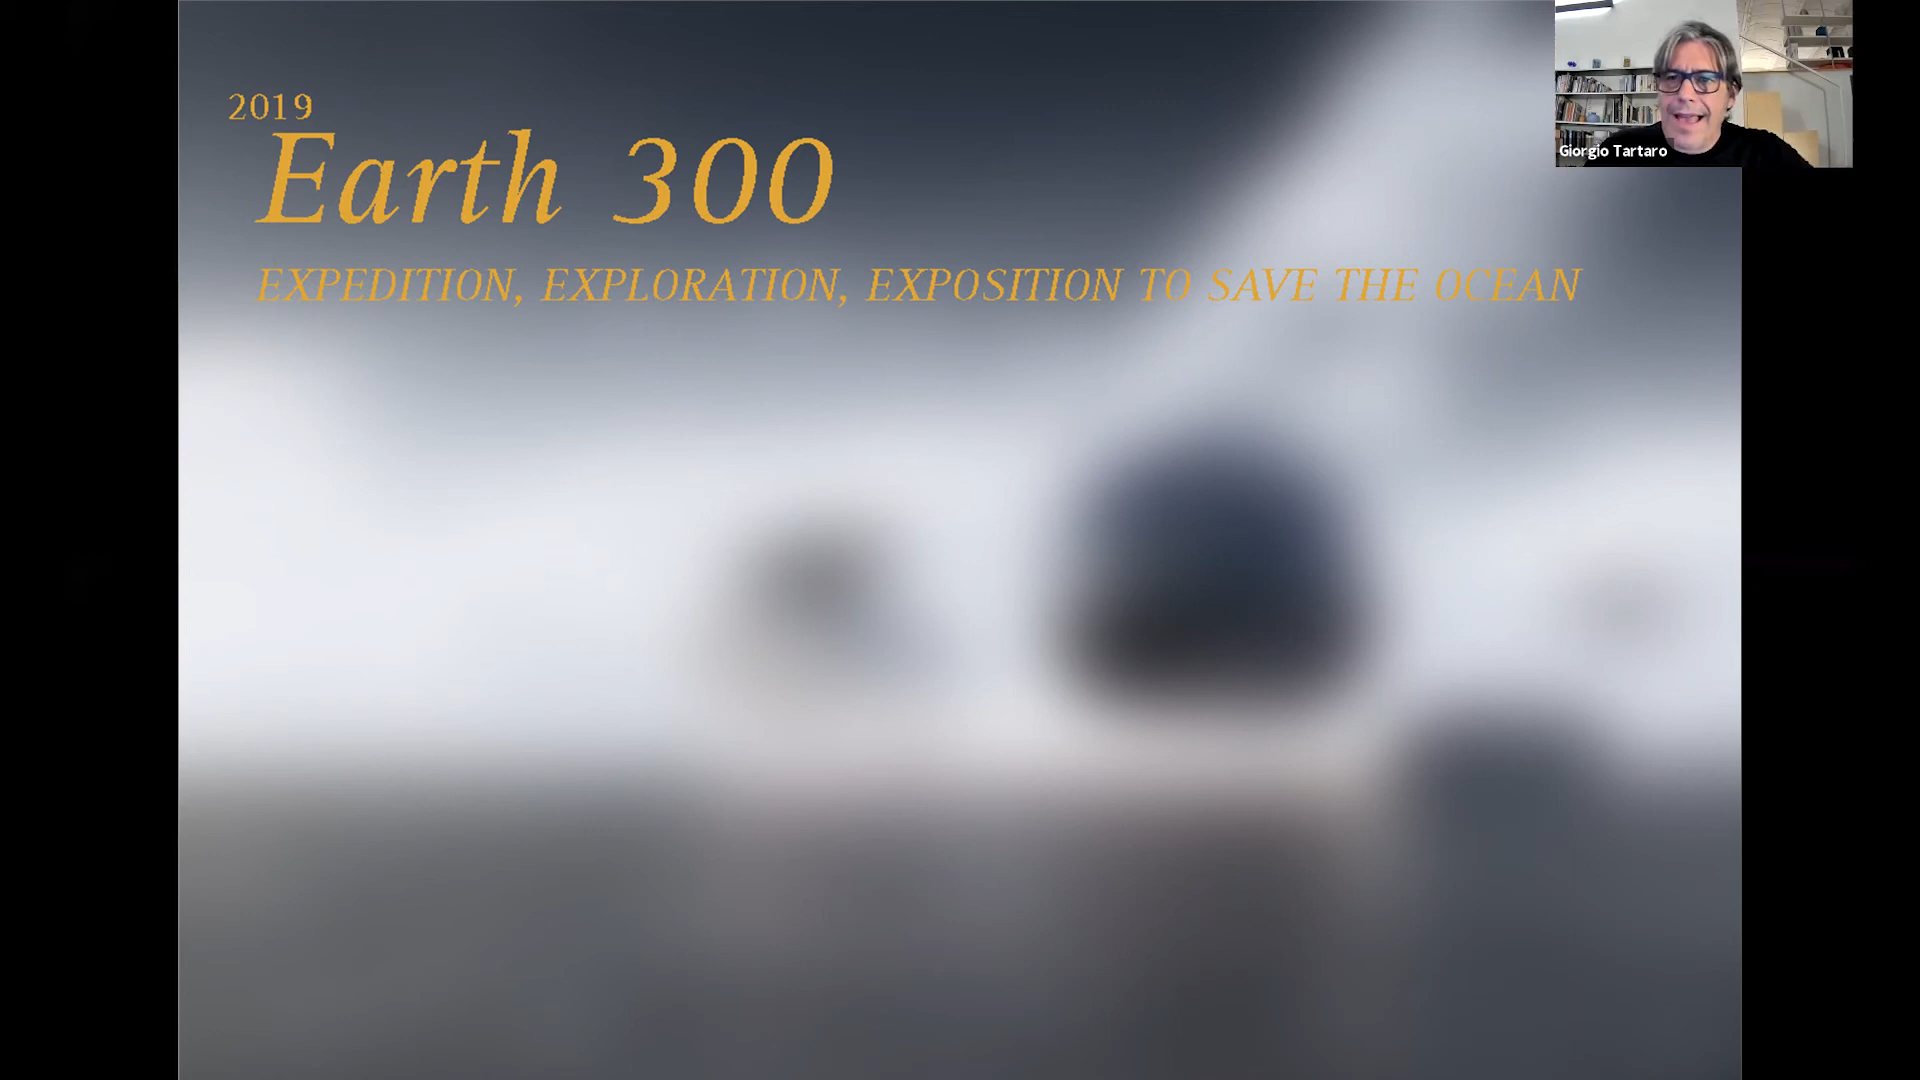 2019
Earth 300
EXPEDITION, EXPLORATION, EXPOSITION TO SAVE THE OCEAN
Giorgio Tartaro